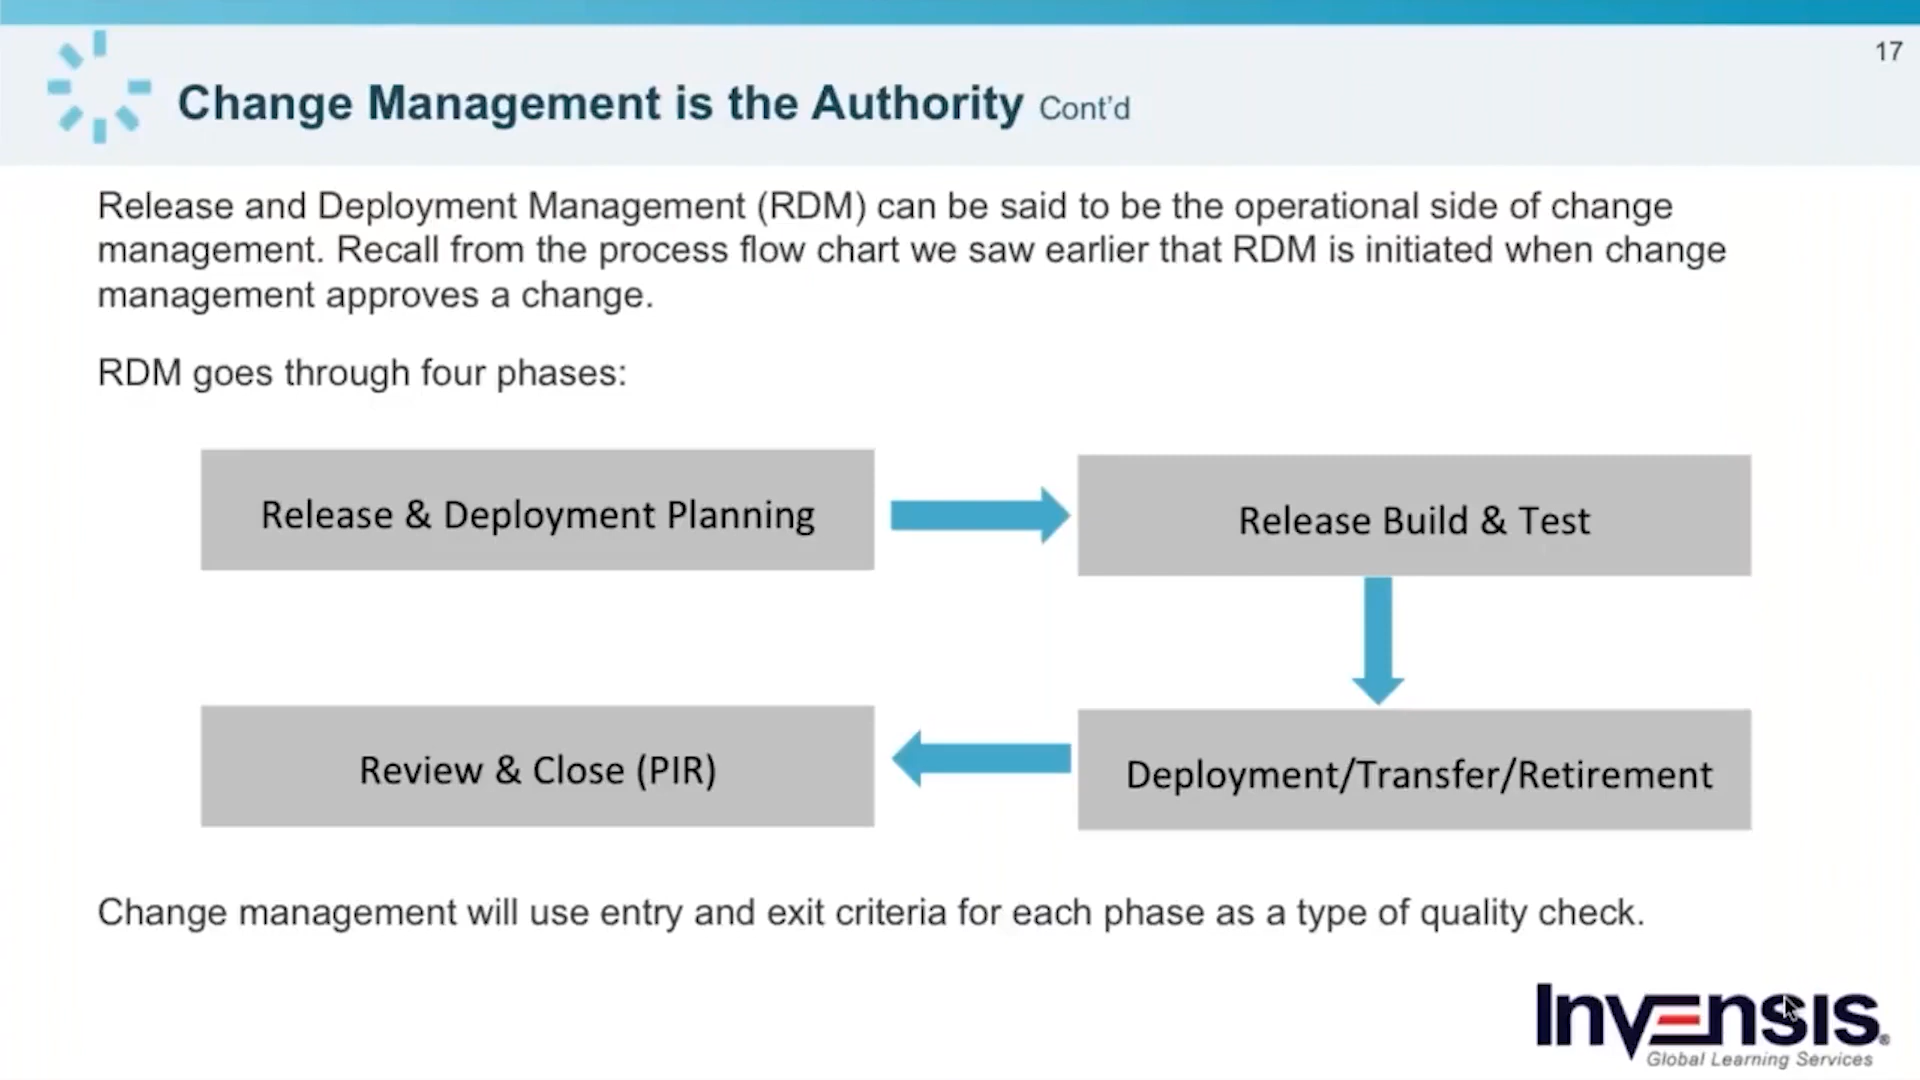 17
Change Management is the Authority Cont'd
Release and Deployment Management (RDM) can be said to be the operational side of change
management. Recall from the process flow chart we saw earlier that RDM is initiated when change
management approves a change.
RDM goes through four phases:
Release & Deployment Planning
Release Build & Test
Deployment/Transfer/Retirement
Review & Close (PIR)
Change management will use entry and exit criteria for each phase as a type of quality check.
Invensis®
Global Learning Services